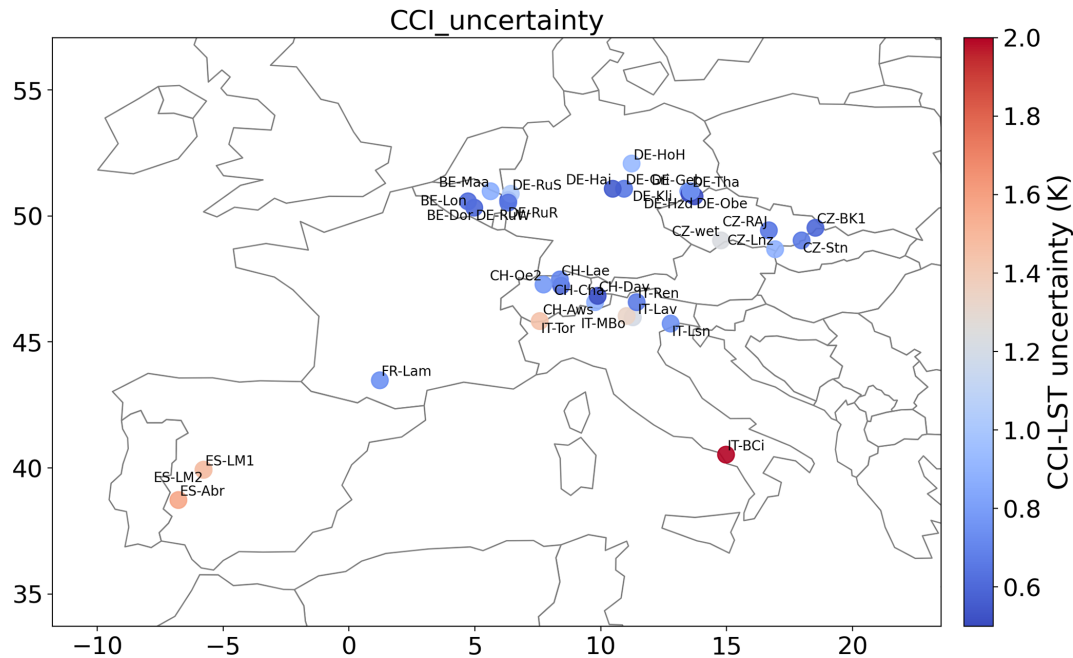 CCI_uncertainty
55
50
45
40
35
−10
−5
0
5
10
15
20
DE-HoH
BE-Maa
DE-RuS
DE-Hai
DE-Gri
DE-Geb
DE-Tha
BE-Lon
DE-Kli
DE-Hzd
DE-Obe
BE-Dor
DE-RuW
DE-RuR
CZ-RAJ
CZ-BK1
CZ-wet
CZ-Lnz
CZ-Stn
CH-Oe2
CH-Lae
CH-Cha
CH-Dav
IT-Ren
CH-Aws
IT-Lav
IT-Tor
IT-MBo
IT-Lsn
FR-Lam
IT-BCi
ES-LM1
ES-LM2
ES-Abr
2.0
1.8
1.6
1.4
1.2
1.0
0.8
0.6
CCI-LST uncertainty (K)